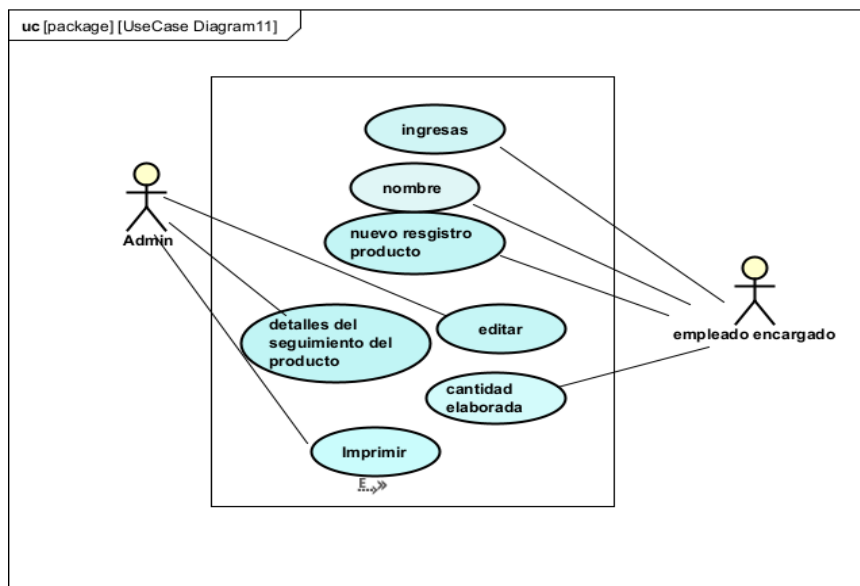 uc [package] [UseCase Diagram11]
ingresas
nombre
nuevo resgistro
producto
Admin
detalles del
seguimiento del
producto
editar
empleado encargado
cantidad
elaborada
Imprimir
E...»